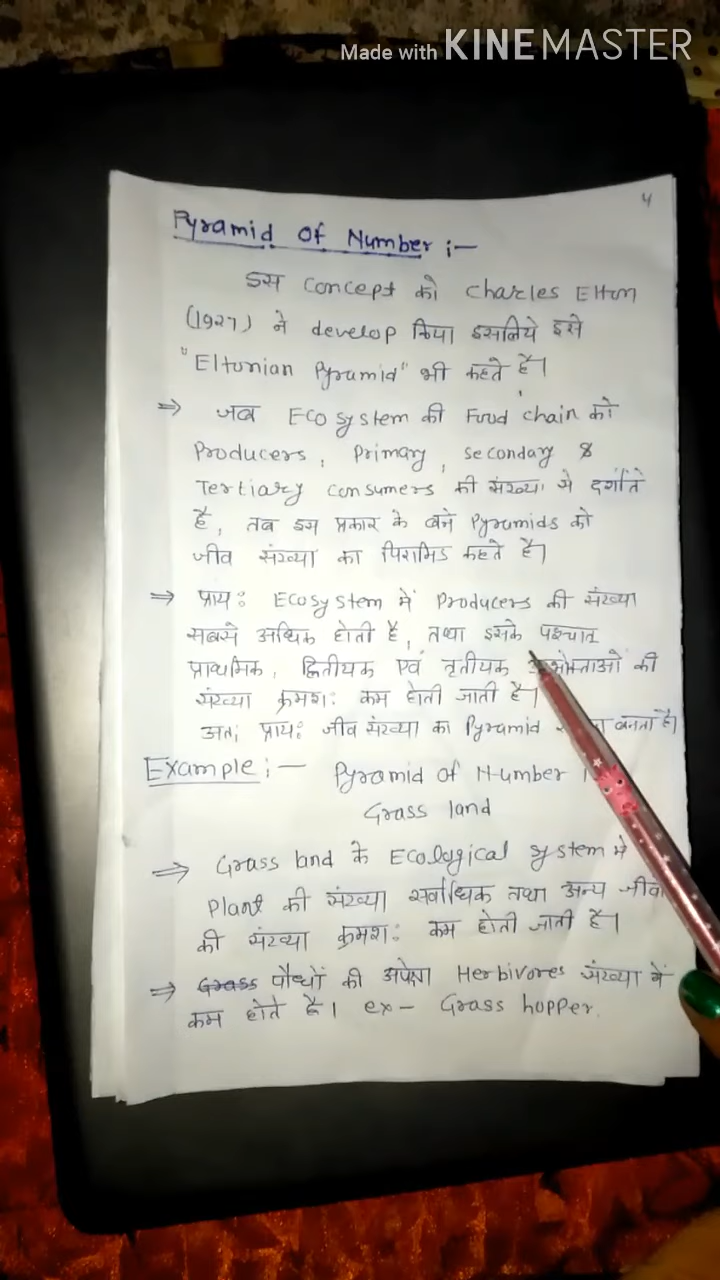 Made with KINEMASTER
4
Pyramid of Number :-
इस Concept को Charles Elton
(1927) ने develop किया इसलिये इसे
"Eltonian Pyramid" भी कहते है।
⇒ जब Ecosystem की Food chain को
Producers, Primary, Secondary &
Tertiary Consumers की संख्या से दर्शाते
है, तब इस प्रकार के बने Pyramids को
जीव संख्या का पिरामिड कहते है।
⇒ प्राय: Ecosystem में Producers की संख्या
सबसे अधिक होती है, तथा इसके पश्चात
प्राथमिक, द्वितीयक एवं तृतीयक की
संख्या क्रमश: कम होती जाती है।
अत: प्राय: जीव संख्या का Pyramid बनता है।
Example :- Pyramid of Number
Grass land
⇒ Grass land के Ecological System मे
Plant की संख्या सर्वाधिक तथा अन्य
की संख्या क्रमश: कम होती जाती है।
⇒ Grass पौधों की अपेक्षा Herbivores संख्या में
कम होते है। ex- Grass hopper.